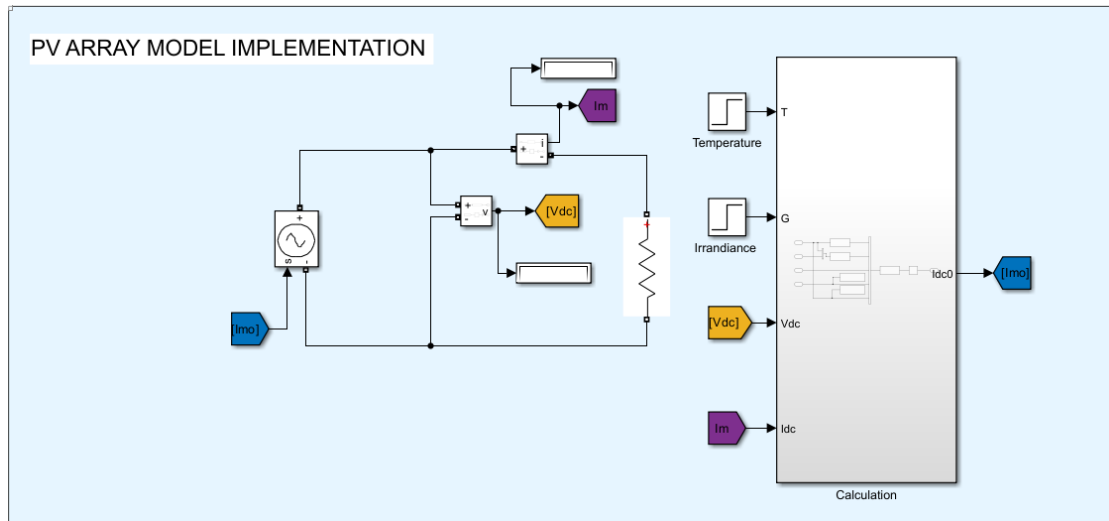 PV ARRAY MODEL IMPLEMENTATION
Im
+ i
-
Temperature
T
+
-
v
[Vdc]
+
+
s -
Irrandiance
G
Idc0
[Imo]
[Imo]
[Vdc]
Vdc
Im
Idc
Calculation